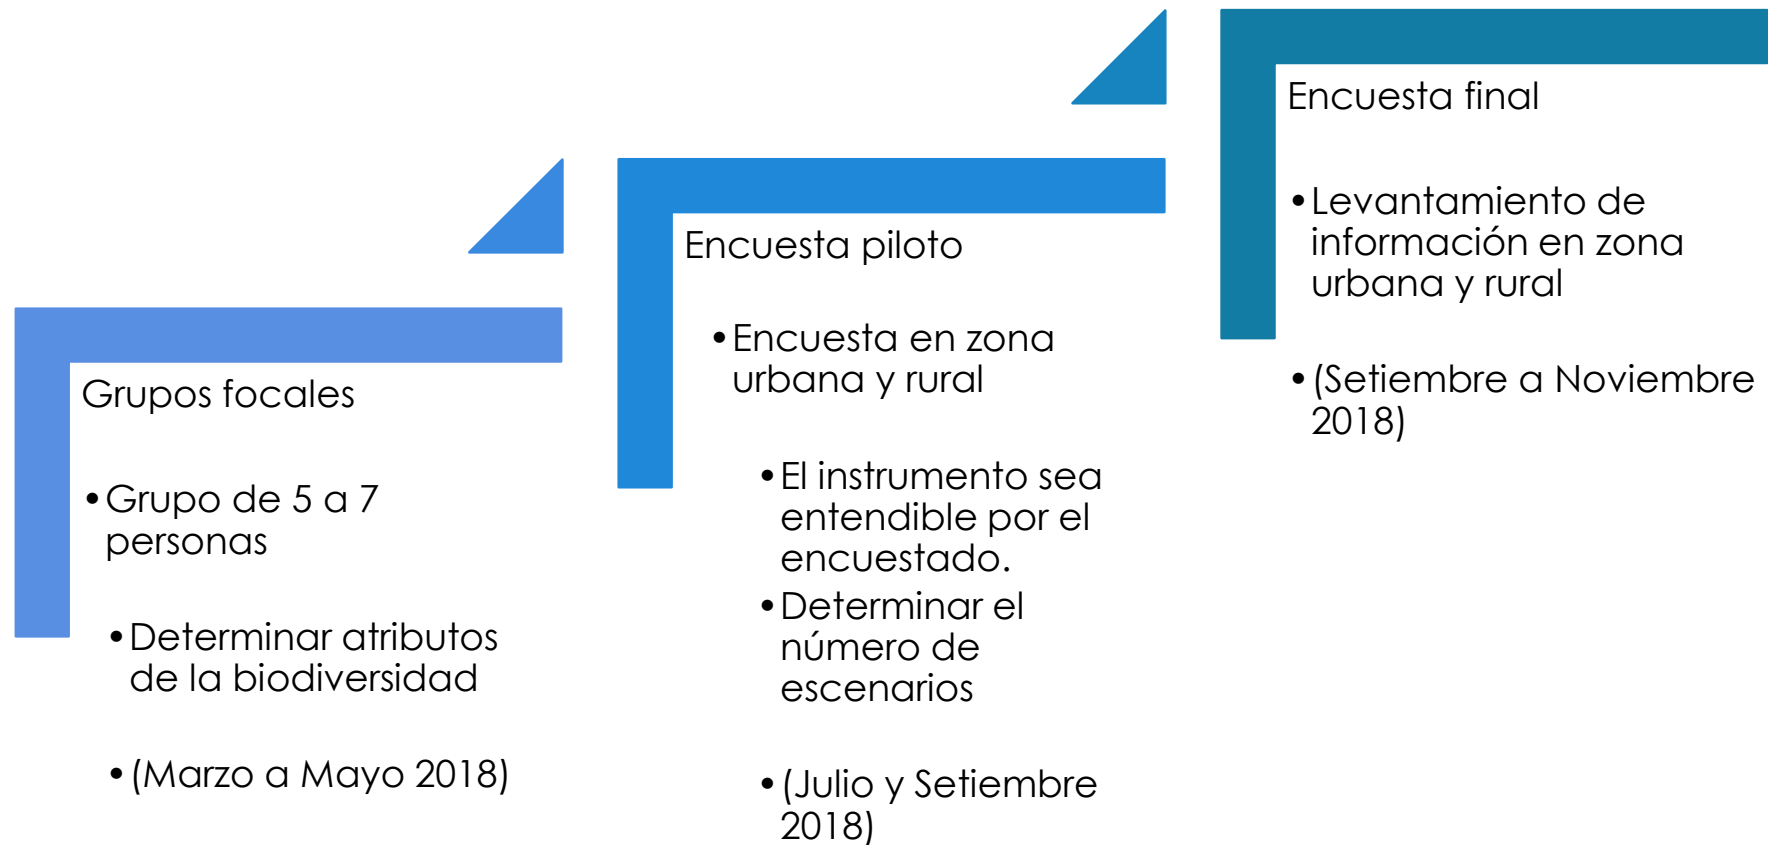 Grupos focales
•Grupo de 5 a 7
personas
•Determinar atributos
de la biodiversidad
•(Marzo a Mayo 2018)
Encuesta piloto
•Encuesta en zona
urbana y rural
•El instrumento sea
entendible por el
encuestado.
•Determinar el
número de
escenarios
•(Julio y Setiembre
2018)
Encuesta final
•Levantamiento de
información en zona
urbana y rural
•(Setiembre a Noviembre
2018)